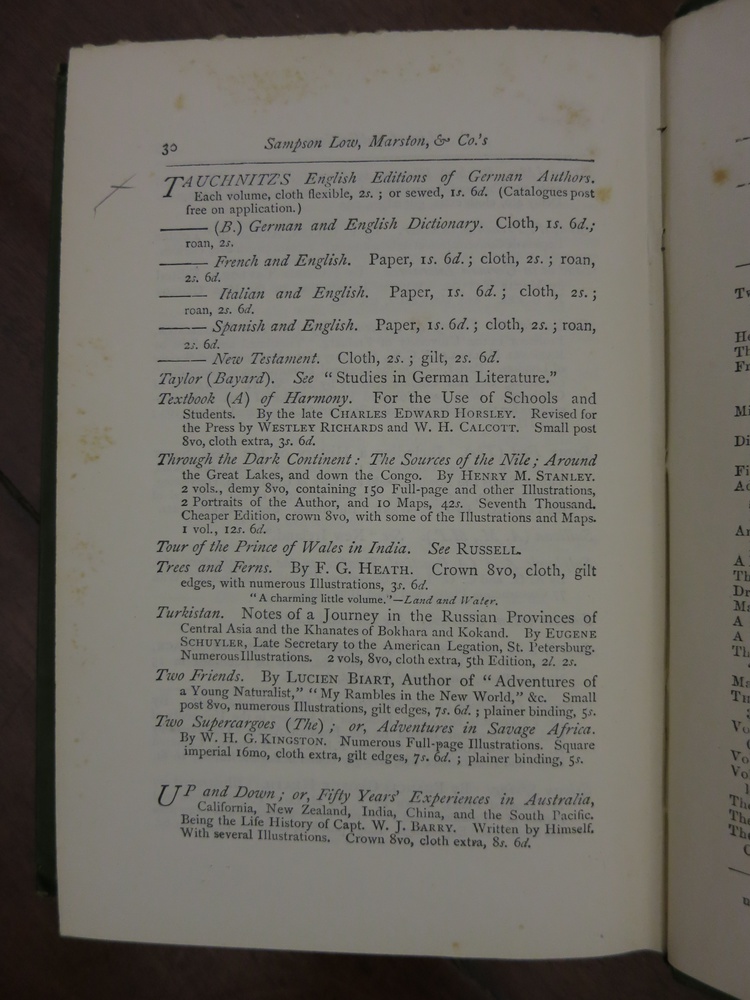 30 Sampson Low, Marston, & Co.'s
TAUCHNITZ'S English Editions of German Authors.
Each volume, cloth flexible, 2s. ; or sewed, 1s. 6d. (Catalogues post
free on application.)
——— (B.) German and English Dictionary. Cloth, 1s. 6d.;
roan, 2s.
——— French and English. Paper, 1s. 6d. ; cloth, 2s. ; roan,
2s. 6d.
——— Italian and English. Paper, 1s. 6d. ; cloth, 2s. ;
roan, 2s. 6d.
——— Spanish and English. Paper, 1s. 6d. ; cloth, 2s. ; roan,
2s. 6d.
——— New Testament. Cloth, 2s. ; gilt, 2s. 6d.
Taylor (Bayard). See "Studies in German Literature."
Textbook (A) of Harmony. For the Use of Schools and
Students. By the late CHARLES EDWARD HORSLEY. Revised for
the Press by WESTLEY RICHARDS and W. H. CALCOTT. Small post
8vo, cloth extra, 3s. 6d.
Through the Dark Continent: The Sources of the Nile; Around
the Great Lakes, and down the Congo. By HENRY M. STANLEY.
2 vols., demy 8vo, containing 150 Full-page and other Illustrations,
2 Portraits of the Author, and 10 Maps, 42s. Seventh Thousand.
Cheaper Edition, crown 8vo, with some of the Illustrations and Maps.
1 vol., 12s. 6d.
Tour of the Prince of Wales in India. See RUSSELL.
Trees and Ferns. By F. G. HEATH. Crown 8vo, cloth, gilt
edges, with numerous Illustrations, 3s. 6d.
"A charming little volume."—Land and Water.
Turkistan. Notes of a Journey in the Russian Provinces of
Central Asia and the Khanates of Bokhara and Kokand. By EUGENE
SCHUYLER, Late Secretary to the American Legation, St. Petersburg.
Numerous Illustrations. 2 vols, 8vo, cloth extra, 5th Edition, 2l. 2s.
Two Friends. By LUCIEN BIART, Author of "Adventures of
a Young Naturalist," "My Rambles in the New World," &c. Small
post 8vo, numerous Illustrations, gilt edges, 7s. 6d. ; plainer binding, 5s.
Two Supercargoes (The) ; or, Adventures in Savage Africa.
By W. H. G. KINGSTON. Numerous Full-page Illustrations. Square
imperial 16mo, cloth extra, gilt edges, 7s. 6d. ; plainer binding, 5s.
UP and Down ; or, Fifty Years' Experiences in Australia,
California, New Zealand, India, China, and the South Pacific.
Being the Life History of Capt. W. J. BARRY. Written by Himself.
With several Illustrations. Crown 8vo, cloth extra, 8s. 6d.